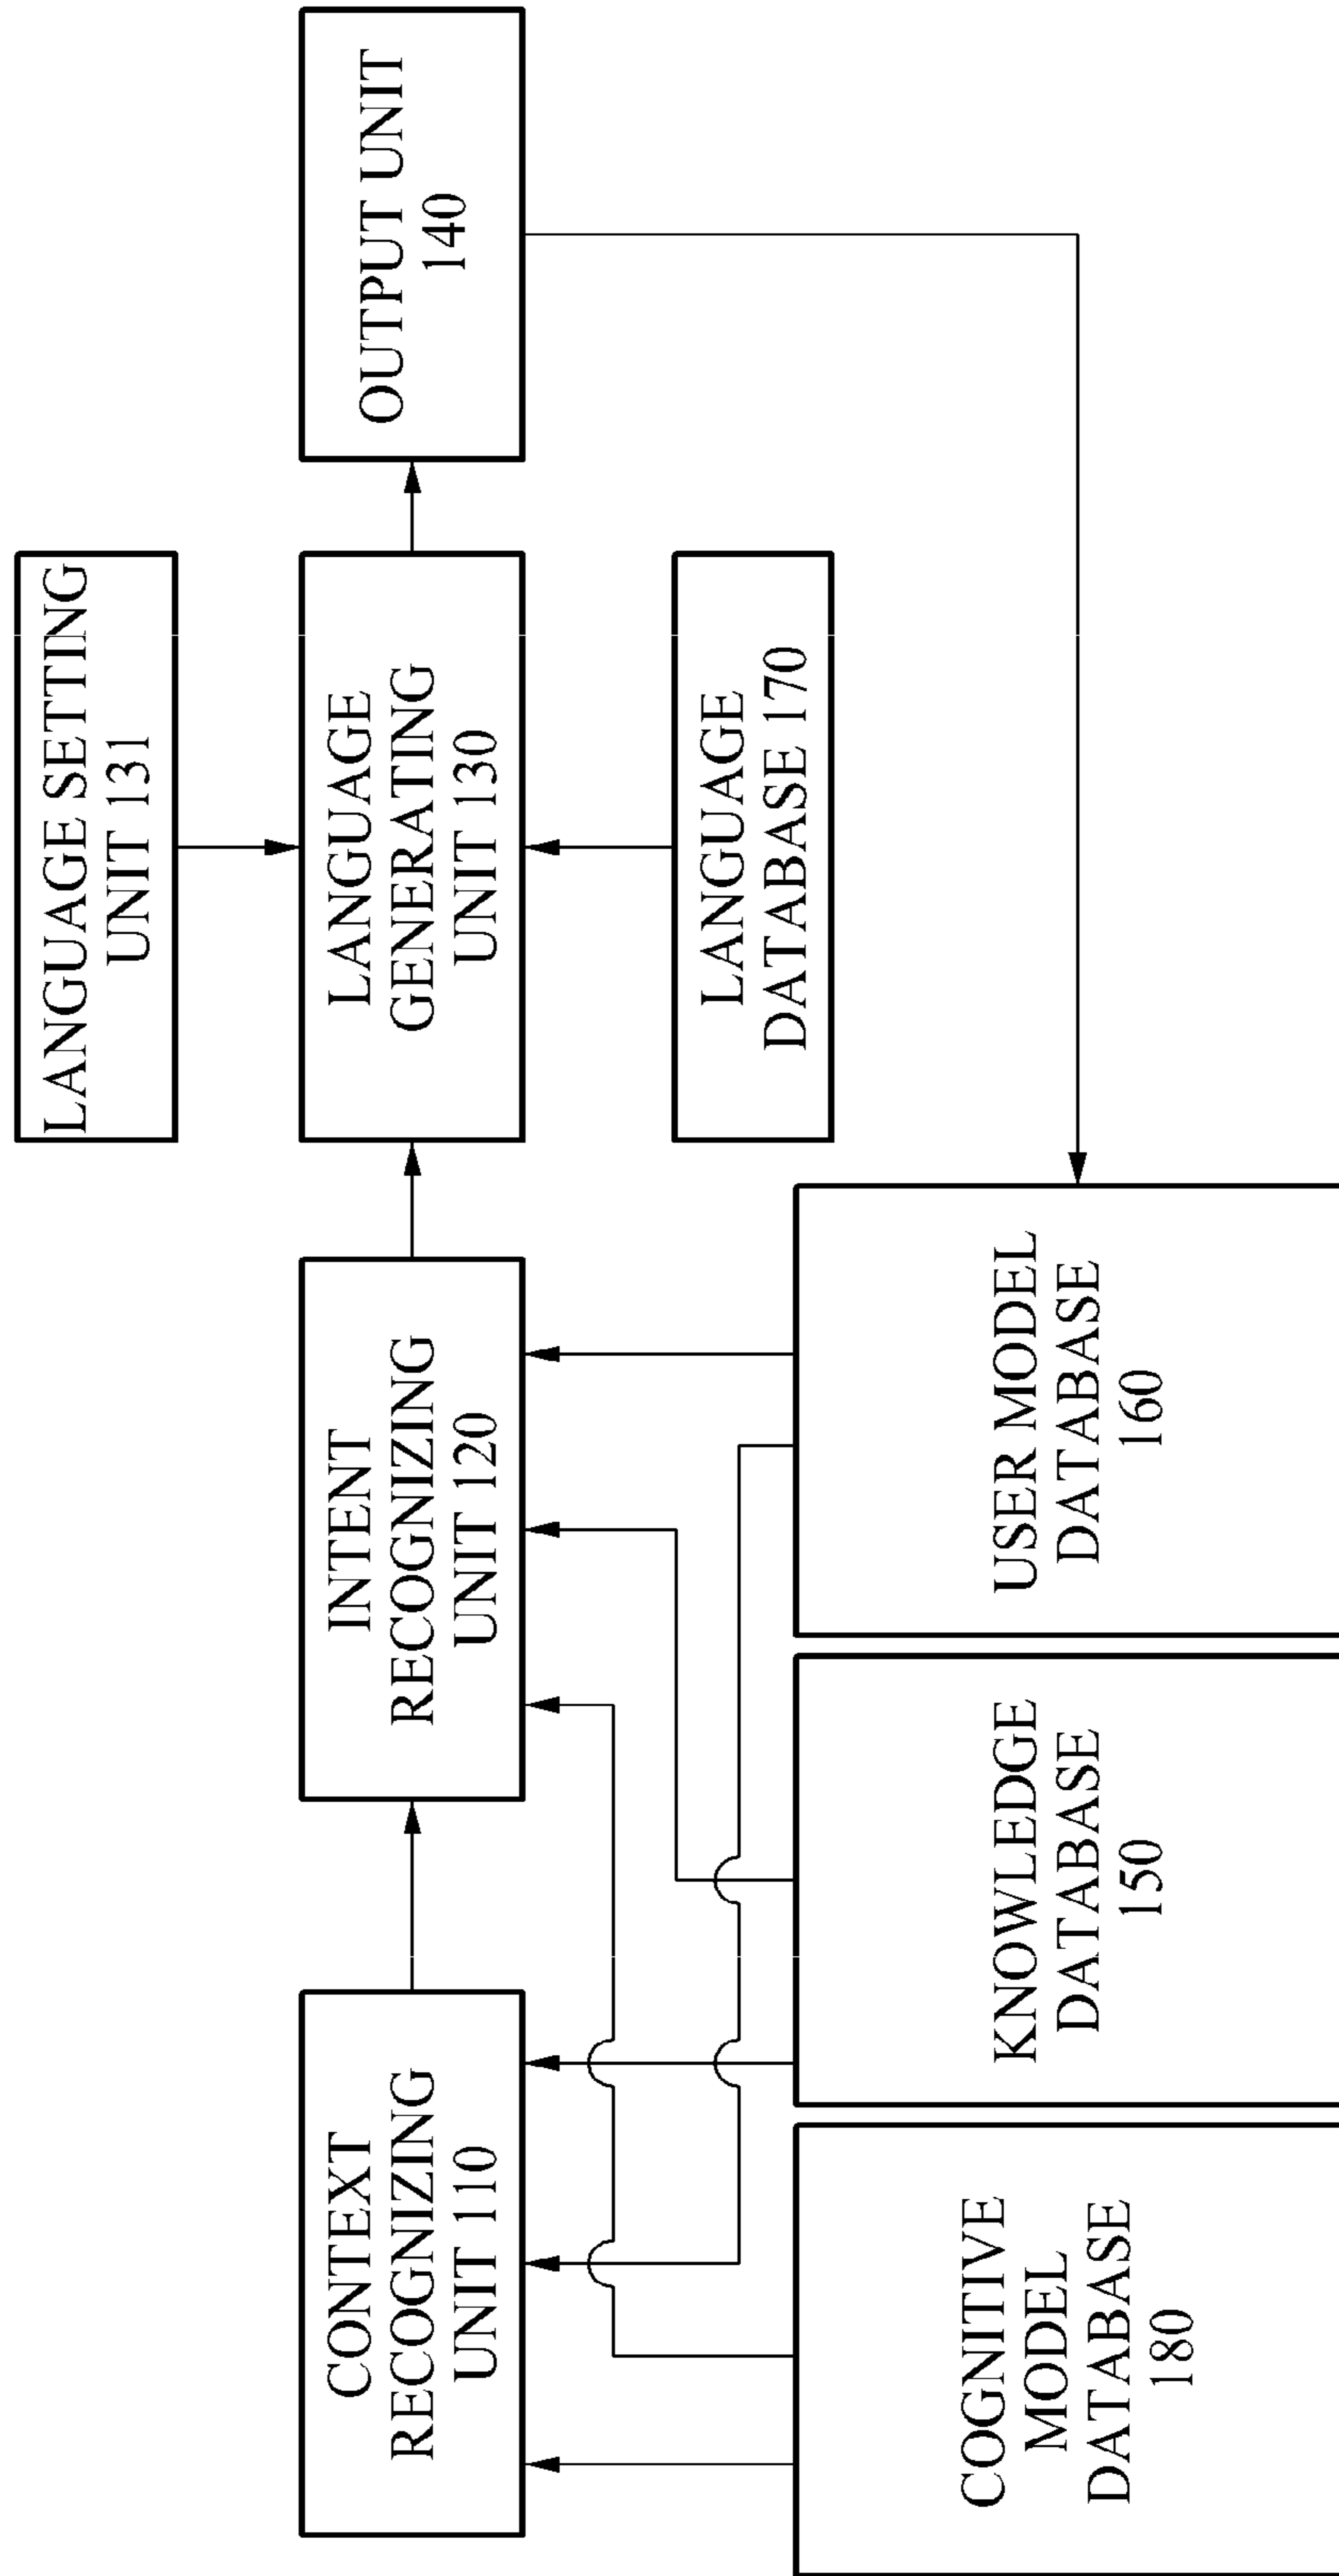 LANGUAGE SETTING
UNIT 131
CONTEXT
RECOGNIZING
UNIT 110
INTENT
RECOGNIZING
UNIT 120
LANGUAGE
GENERATING
UNIT 130
OUTPUT UNIT
140
LANGUAGE
DATABASE 170
COGNITIVE
MODEL
DATABASE
180
KNOWLEDGE
DATABASE
150
USER MODEL
DATABASE
160